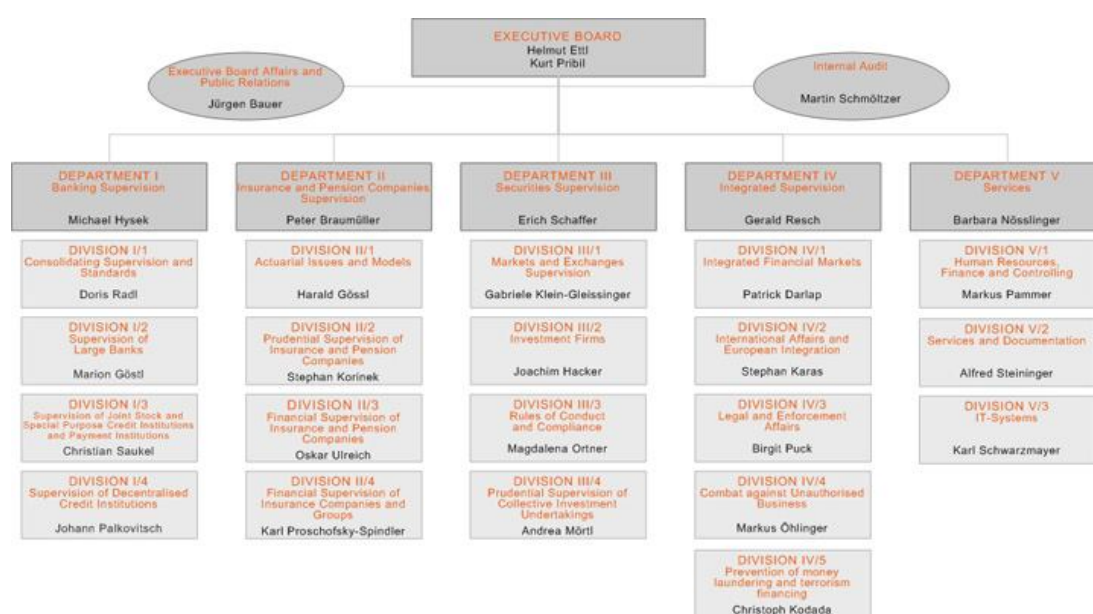 EXECUTIVE BOARD
Helmut Ettl
Kurt Pribil
Executive Board Affairs and
Public Relations
Jürgen Bauer
Internal Audit
Martin Schmöltzer
DEPARTMENT I
Banking Supervision
Michael Hysek
DIVISION I/1
Consolidating Supervision and
Standards
Doris Radl
DIVISION I/2
Supervision of
Large Banks
Marion Göstl
DIVISION I/3
Supervision of Joint Stock and
Special Purpose Credit Institutions
and Payment Institutions
Christian Saukel
DIVISION I/4
Supervision of Decentralised
Credit Institutions
Johann Palkovitsch
DEPARTMENT II
Insurance and Pension Companies
Supervision
Peter Braumüller
DIVISION II/1
Actuarial Issues and Models
Harald Gössl
DIVISION II/2
Prudential Supervision of
Insurance and Pension
Companies
Stephan Korinek
DIVISION II/3
Financial Supervision of
Insurance and Pension
Companies
Oskar Ulreich
DIVISION II/4
Financial Supervision of
Insurance Companies and
Groups
Karl Proschofsky-Spindler
DEPARTMENT III
Securities Supervision
Erich Schaffer
DIVISION III/1
Markets and Exchanges
Supervision
Gabriele Klein-Gleissinger
DIVISION III/2
Investment Firms
Joachim Hacker
DIVISION III/3
Rules of Conduct
and Compliance
Magdalena Ortner
DIVISION III/4
Prudential Supervision of
Collective Investment
Undertakings
Andrea Mörtl
DEPARTMENT IV
Integrated Supervision
Gerald Resch
DIVISION IV/1
Integrated Financial Markets
Patrick Darlap
DIVISION IV/2
International Affairs and
European Integration
Stephan Karas
DIVISION IV/3
Legal and Enforcement
Affairs
Birgit Puck
DIVISION IV/4
Combat against Unauthorised
Business
Markus Öhlinger
DIVISION IV/5
Prevention of money
laundering and terrorism
financing
Christoph Kodada
DEPARTMENT V
Services
Barbara Nösslinger
DIVISION V/1
Human Resources,
Finance and Controlling
Markus Pammer
DIVISION V/2
Services and Documentation
Alfred Steininger
DIVISION V/3
IT-Systems
Karl Schwarzmayer